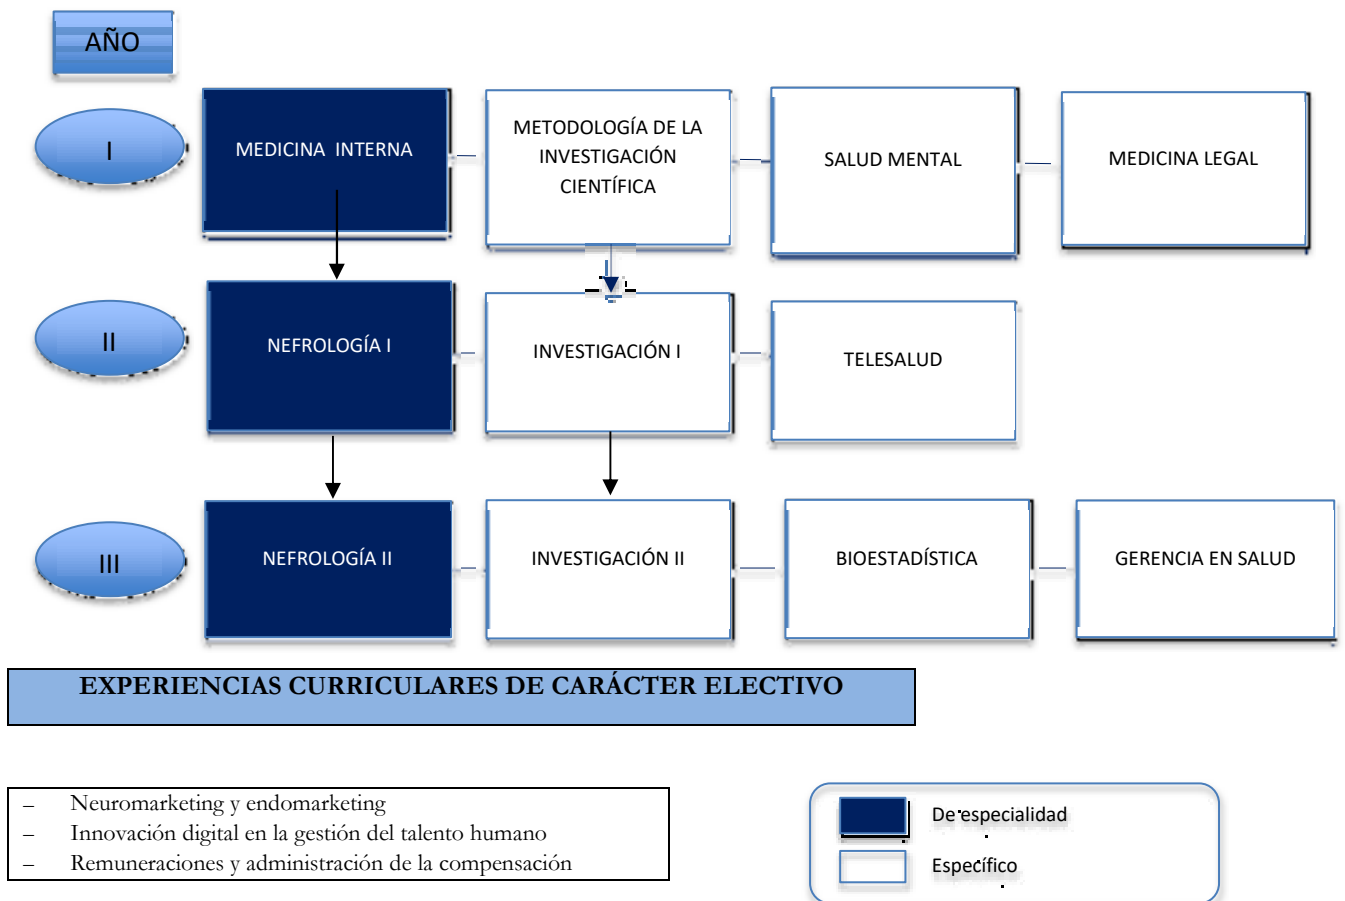 AÑO
I
MEDICINA INTERNA
METODOLOGÍA DE LA
INVESTIGACIÓN
CIENTÍFICA
SALUD MENTAL
MEDICINA LEGAL
II
NEFROLOGÍA I
INVESTIGACIÓN I
TELESALUD
III
NEFROLOGÍA II
INVESTIGACIÓN II
BIOESTADÍSTICA
GERENCIA EN SALUD
EXPERIENCIAS CURRICULARES DE CARÁCTER ELECTIVO
– Neuromarketing y endomarketing
– Innovación digital en la gestión del talento humano
– Remuneraciones y administración de la compensación
De especialidad
Específico